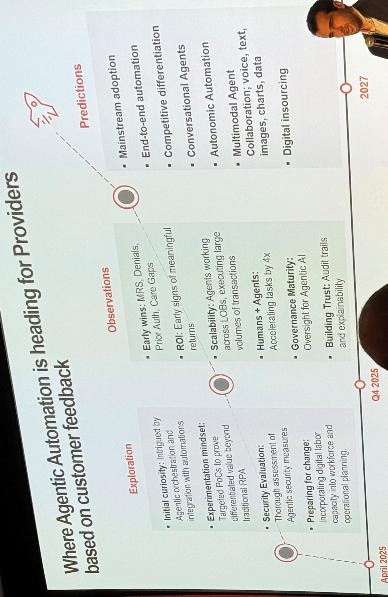 Where Agentic Automation is heading for Providers
based on customer feedback
Exploration
• Initial curiosity: Intrigued by
Agentic orchestration and
integration with automations
• Experimentation mindset:
Targeted PoCs to prove
differentiated value beyond
traditional RPA
• Security Evaluation:
Thorough assessment of
Agentic security measures
• Preparing for change:
Incorporating digital labor
capacity into workforce and
operational planning.
Observations
• Early wins: MRS, Denials,
Prior Auth, Care Gaps
• ROI: Early signs of meaningful
returns
• Scalability: Agents working
across LOBs, executing large
volumes of transactions
• Humans + Agents:
Accelerating tasks by 4x
• Governance Maturity:
Oversight for Agentic AI
• Building Trust: Audit trails
and explainability
Predictions
• Mainstream adoption
• End-to-end automation
• Competitive differentiation
• Conversational Agents
• Autonomic Automation
• Multimodal Agent
Collaboration; voice, text,
images, charts, data
• Digital insourcing
April 2025
Q4 2025
2027